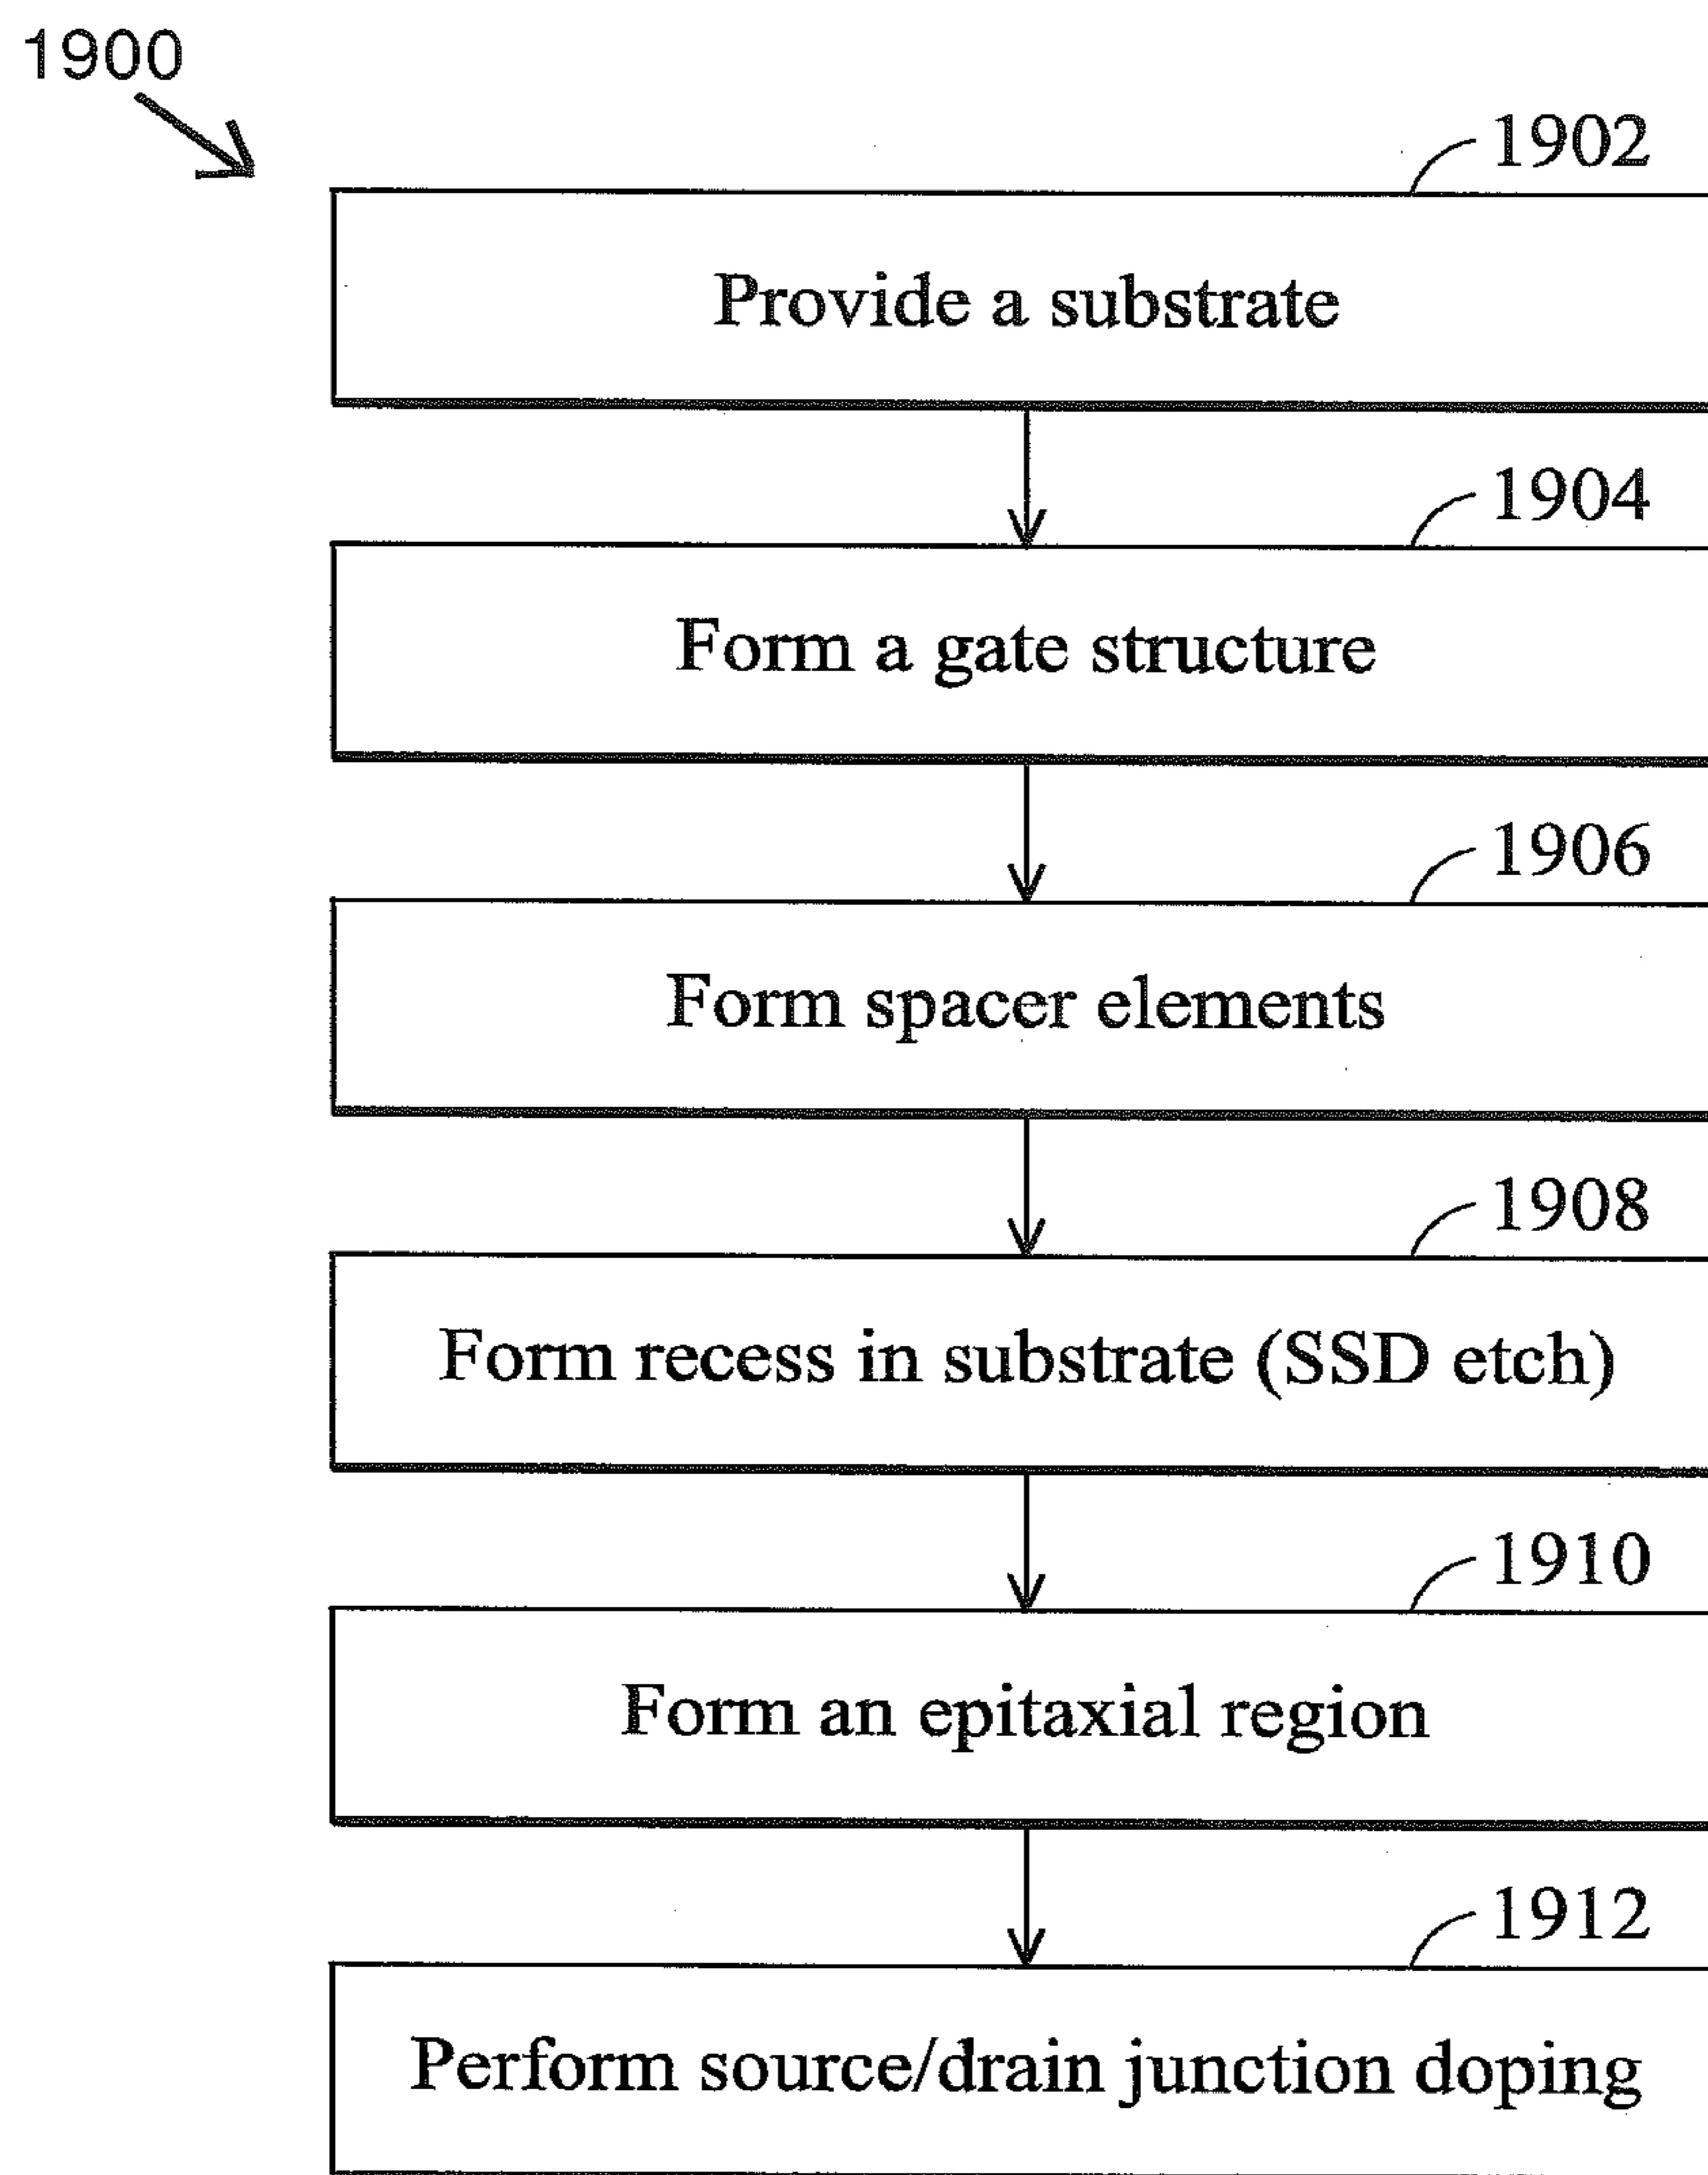 1900
1902
Provide a substrate
1904
Form a gate structure
1906
Form spacer elements
1908
Form recess in substrate (SSD etch)
1910
Form an epitaxial region
1912
Perform source/drain junction doping